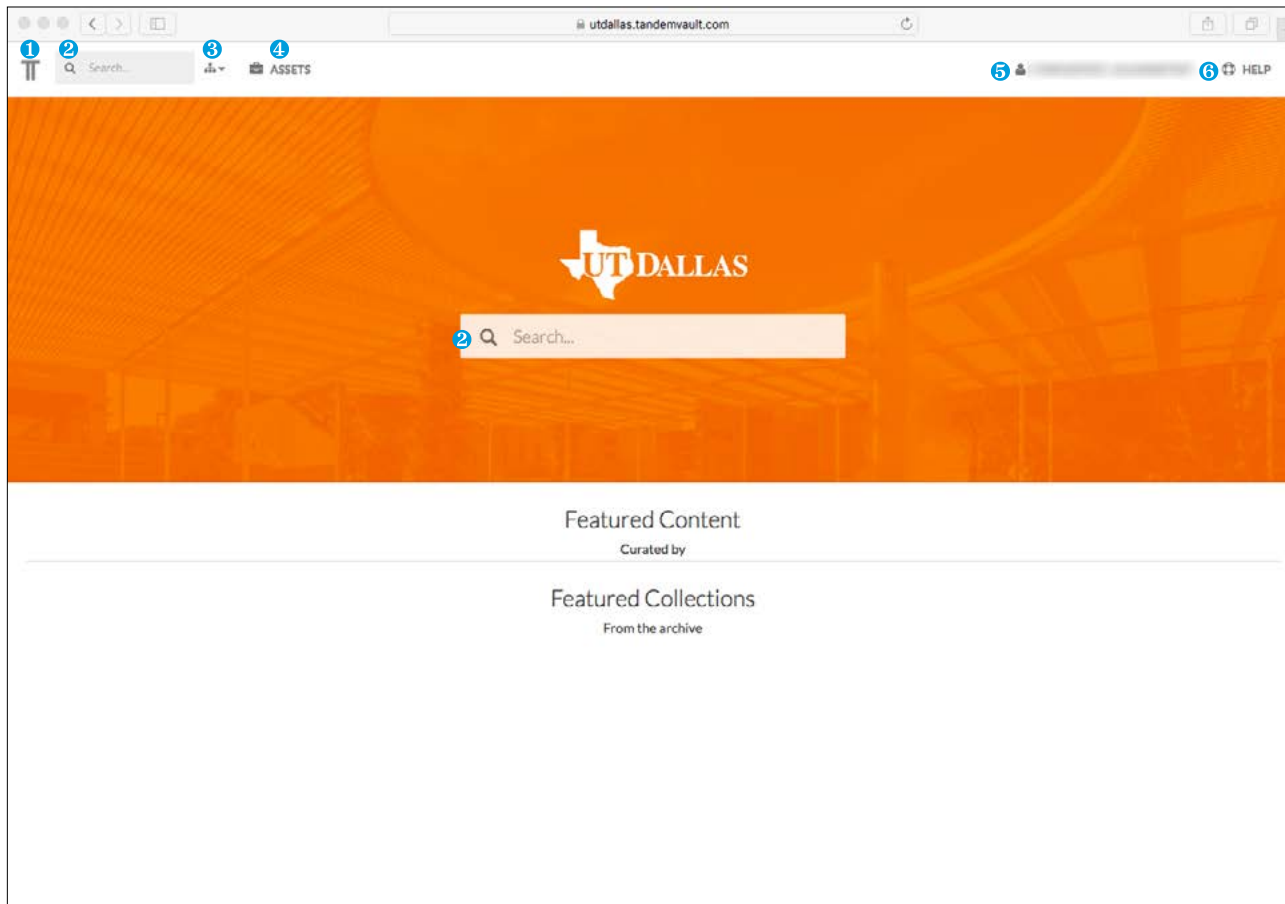 utdallas.tandemvault.com
1 2 3 4
Search... ASSETS 5 6 HELP
UT DALLAS
2 Search...
Featured Content
Curated by
Featured Collections
From the archive